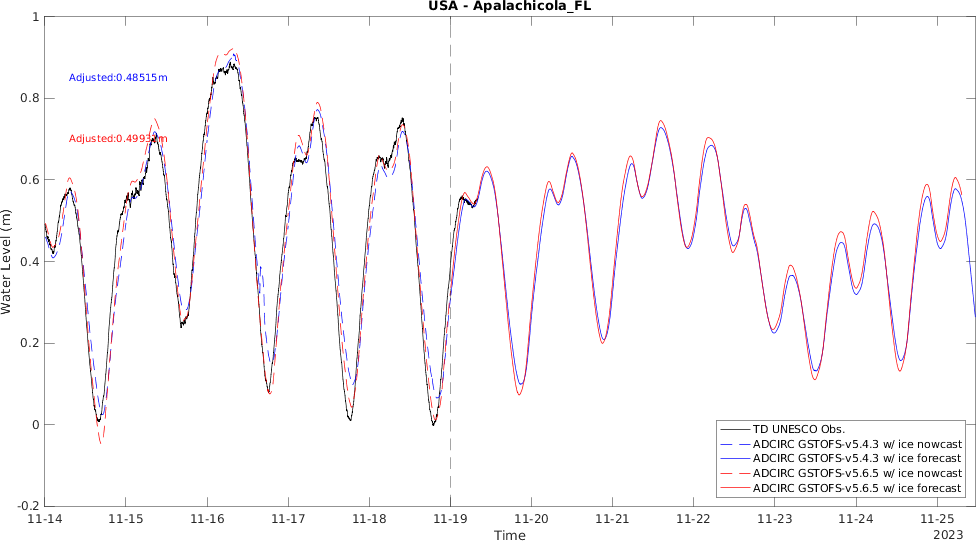 USA - Apalachicola_FL
1
0.8
0.6
0.4
0.2
0
-0.2
Water Level (m)
Adjusted:0.48515m
TD UNESCO Obs.
ADCIRC GSTOFS-v5.4.3 w/ ice nowcast
ADCIRC GSTOFS-v5.4.3 w/ ice forecast
ADCIRC GSTOFS-v5.6.5 w/ ice nowcast
ADCIRC GSTOFS-v5.6.5 w/ ice forecast
11-14 11-15 11-16 11-17 11-18 11-19 11-20 11-21 11-22 11-23 11-24 11-25
Time
2023